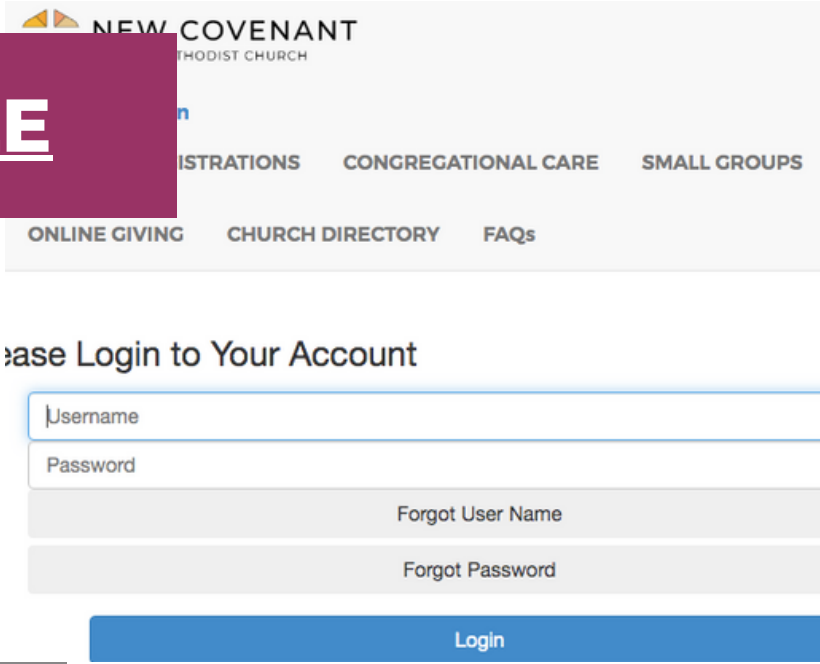 NEW COVENANT
THODIST CHURCH
E
n
ISTRATIONS CONGREGATIONAL CARE SMALL GROUPS
ONLINE GIVING CHURCH DIRECTORY FAQs
ease Login to Your Account
Username
Password
Forgot User Name
Forgot Password
Login